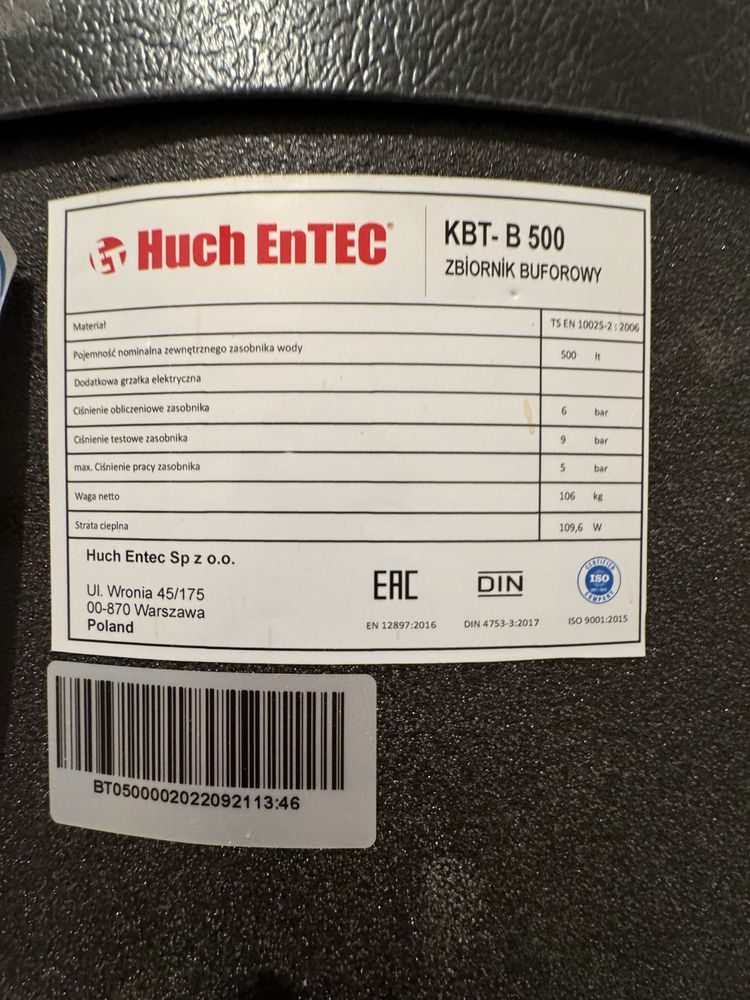 Huch EnTEC®
KBT- B 500
ZBIORNİK BUFOROWY
Materiał TS EN 10025-2 : 2006
Pojemność nominalna zewnętrznego zasobnika wody 500 lt
Dodatkowa grzałka elektryczna
Ciśnienie obliczeniowe zasobnika 6 bar
Ciśnienie testowe zasobnika 9 bar
max. Ciśnienie pracy zasobnika 5 bar
Waga netto 106 kg
Strata cieplna 109,6 W
Huch Entec Sp z o.o.
Ul. Wronia 45/175
00-870 Warszawa
Poland
EAC
EN 12897:2016
DIN
DIN 4753-3:2017
CERTIFIED
ISO
COMPANY
ISO 9001:2015
BT0500002022092113:46